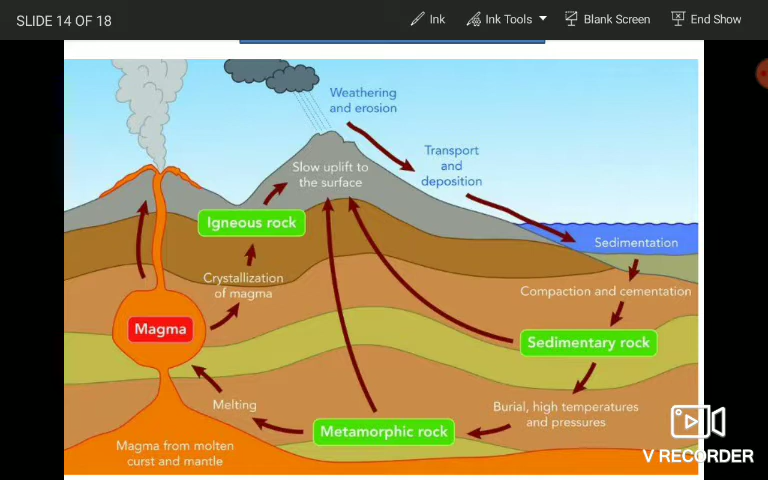 SLIDE 14 OF 18
Ink
Ink Tools
Blank Screen
End Show
Weathering
and erosion
Transport
and
deposition
Slow uplift to
the surface
Igneous rock
Sedimentation
Crystallization
of magma
Compaction and cementation
Magma
Sedimentary rock
Melting
Burial, high temperatures
and pressures
Metamorphic rock
Magma from molten
curst and mantle
V RECORDER